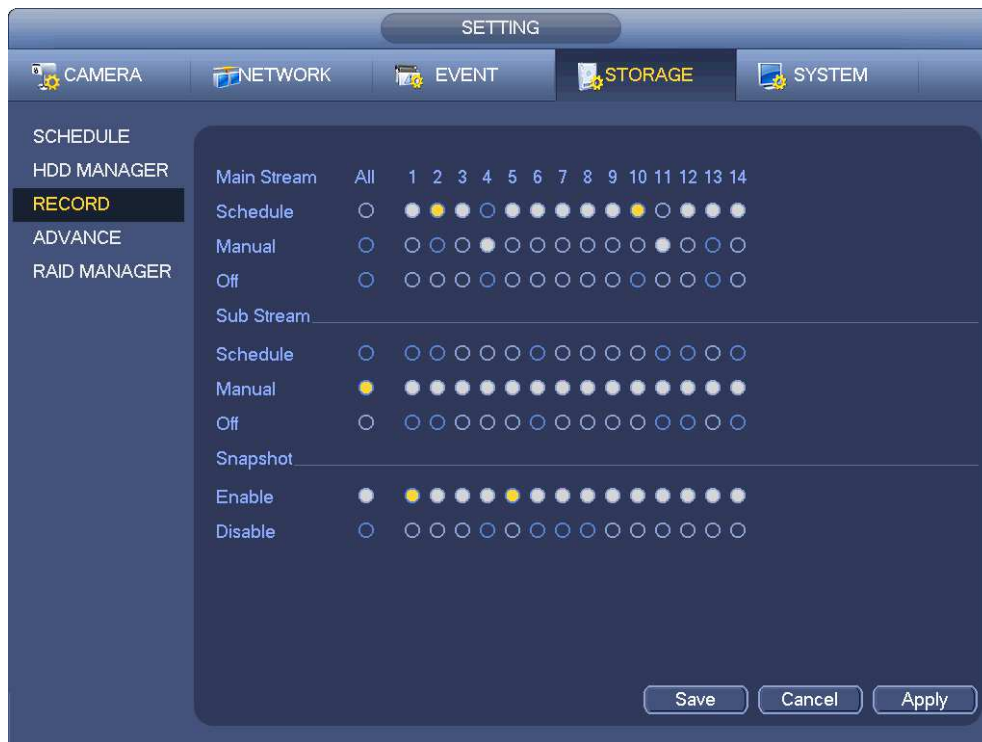 SETTING
CAMERA NETWORK EVENT STORAGE SYSTEM
SCHEDULE
HDD MANAGER
RECORD
ADVANCE
RAID MANAGER
Main Stream All 1 2 3 4 5 6 7 8 9 10 11 12 13 14
Schedule
Manual
Off
Sub Stream
Schedule
Manual
Off
Snapshot
Enable
Disable
Save Cancel Apply